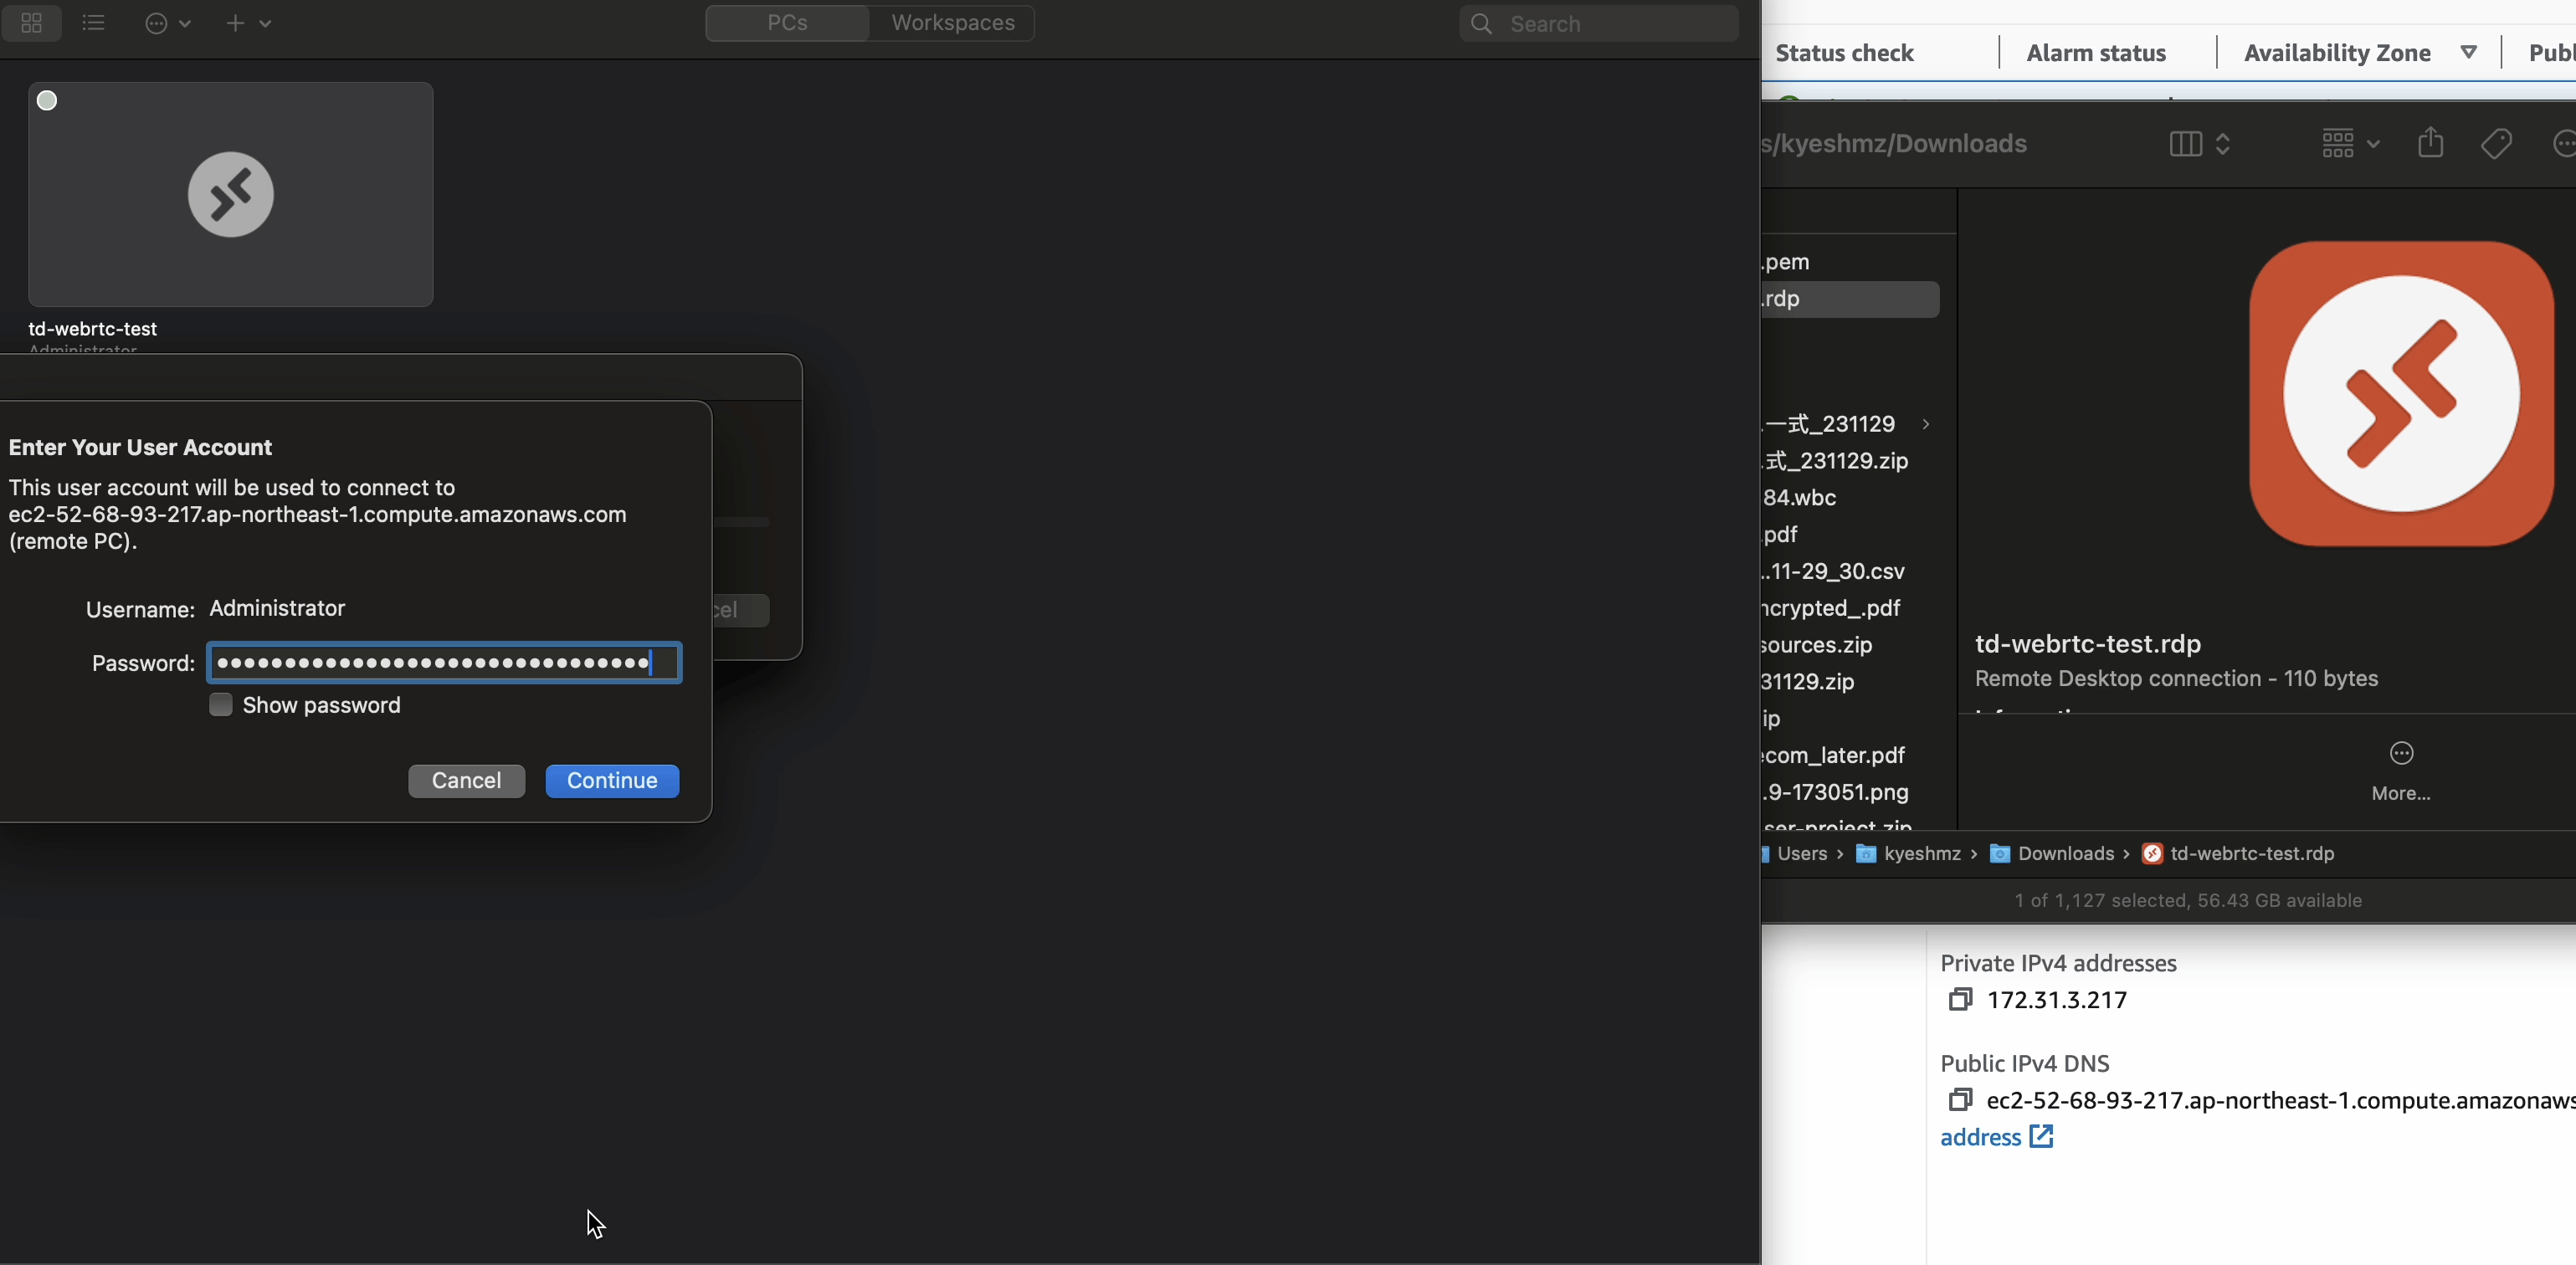 PCs
Workspaces
Search
td-webrtc-test
Administrator
Enter Your User Account
This user account will be used to connect to
ec2-52-68-93-217.ap-northeast-1.compute.amazonaws.com
(remote PC).
Username: Administrator
Password: ••••••••••••••••••••••••••••••••
Show password
Cancel
Continue
cel
Status check
Alarm status
Availability Zone
Publ
s/kyeshmz/Downloads
.pem
.rdp
一式_231129
式_231129.zip
84.wbc
.pdf
..11-29_30.csv
ncrypted_.pdf
sources.zip
31129.zip
ip
com_later.pdf
.9-173051.png
ser-project.zip
td-webrtc-test.rdp
Remote Desktop connection - 110 bytes
More...
Users › kyeshmz › Downloads › td-webrtc-test.rdp
1 of 1,127 selected, 56.43 GB available
Private IPv4 addresses
172.31.3.217
Public IPv4 DNS
ec2-52-68-93-217.ap-northeast-1.compute.amazonaws
address